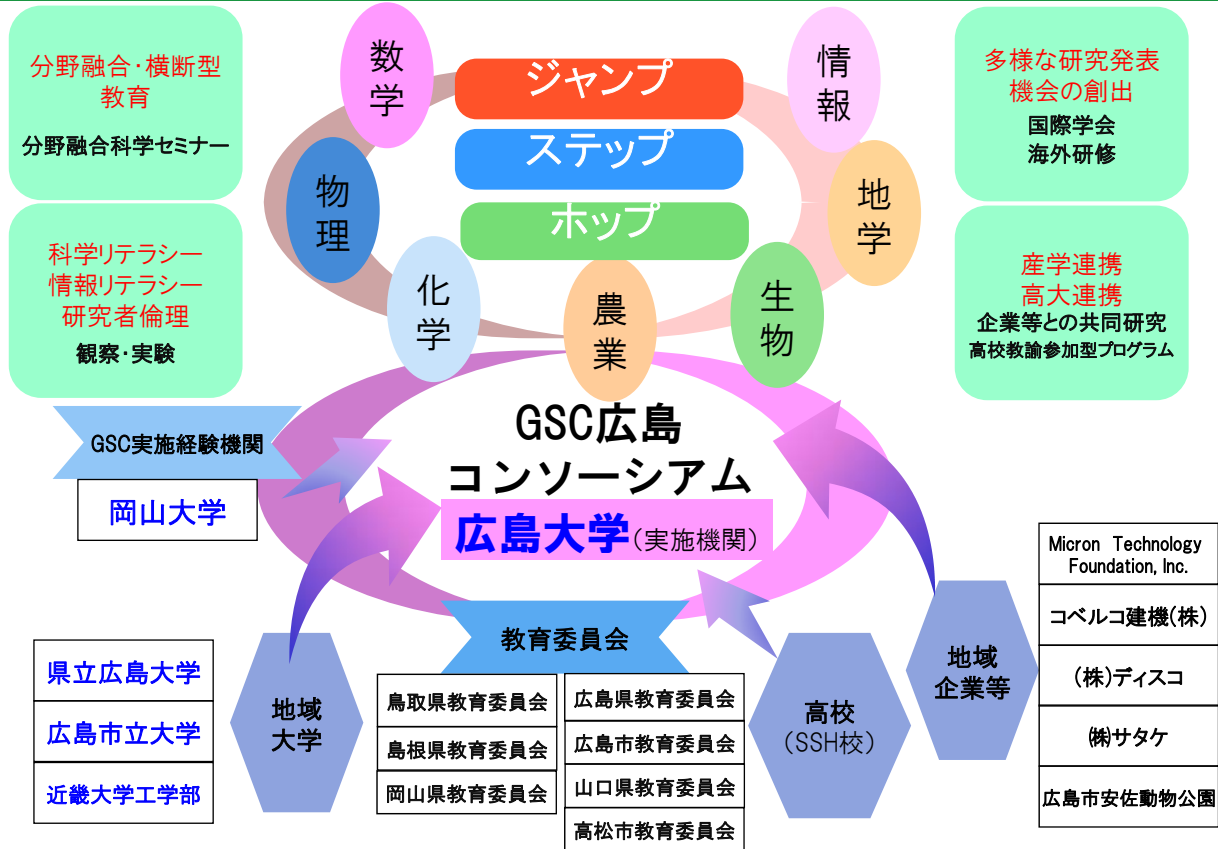 分野融合・横断型
教育
分野融合科学セミナー
科学リテラシー
情報リテラシー
研究者倫理
観察・実験
数学
物理
化学
農業
生物
地学
情報
ジャンプ
ステップ
ホップ
多様な研究発表
機会の創出
国際学会
海外研修
産学連携
高大連携
企業等との共同研究
高校教諭参加型プログラム
GSC広島
コンソーシアム
広島大学(実施機関)
GSC実施経験機関
岡山大学
地域
大学
県立広島大学
広島市立大学
近畿大学工学部
教育委員会
鳥取県教育委員会
島根県教育委員会
岡山県教育委員会
広島県教育委員会
広島市教育委員会
山口県教育委員会
高松市教育委員会
高校
(SSH校)
地域
企業等
Micron Technology
Foundation, Inc.
コベルコ建機(株)
(株)ディスコ
㈱サタケ
広島市安佐動物公園